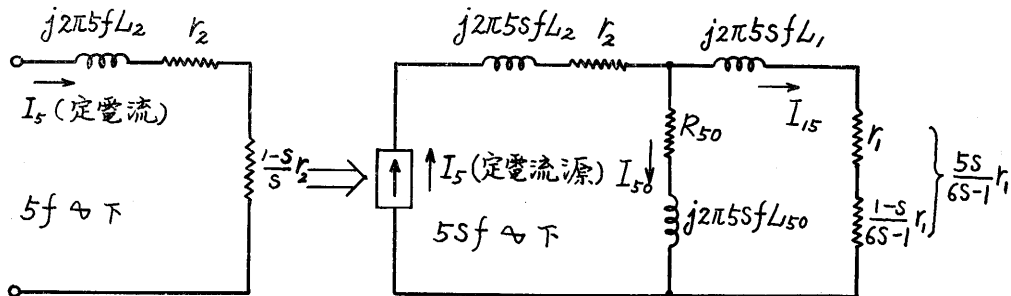 j2π5fL₂
r₂
I₅(定電流)
1-S/S r₂
5f ∿ 下
j2π5SfL₂
r₂
j2π5SfL₁
I₅(定電流源)
5Sf ∿ 下
R₅₀
I₅₀
j2π5SfL₅₀
I₁₅
r₁
1-S/6S-1 r₁
5S/6S-1 r₁